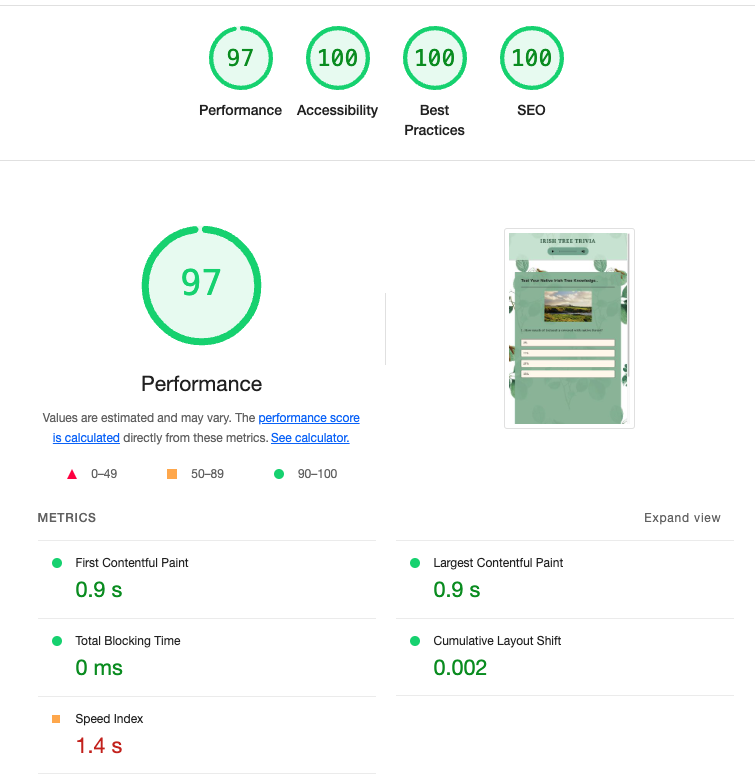 97
100
100
100
Performance
Accessibility
Best
Practices
SEO
97
Performance
Values are estimated and may vary. The performance score
is calculated directly from these metrics. See calculator.
0–49
50–89
90–100
IRISH TREE TRIVIA
Test Your Native Irish Tree Knowledge...
METRICS
Expand view
First Contentful Paint
0.9 s
Largest Contentful Paint
0.9 s
Total Blocking Time
0 ms
Cumulative Layout Shift
0.002
Speed Index
1.4 s